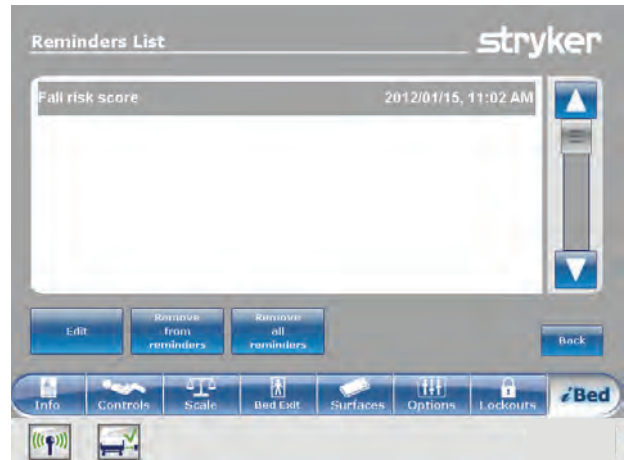 Reminders List
stryker
Fall risk score 2012/01/15, 11:02 AM
Edit
Remove
from
reminders
Remove
all
reminders
Back
Info Controls Scale Bed Exit Surfaces Options Lockouts iBed